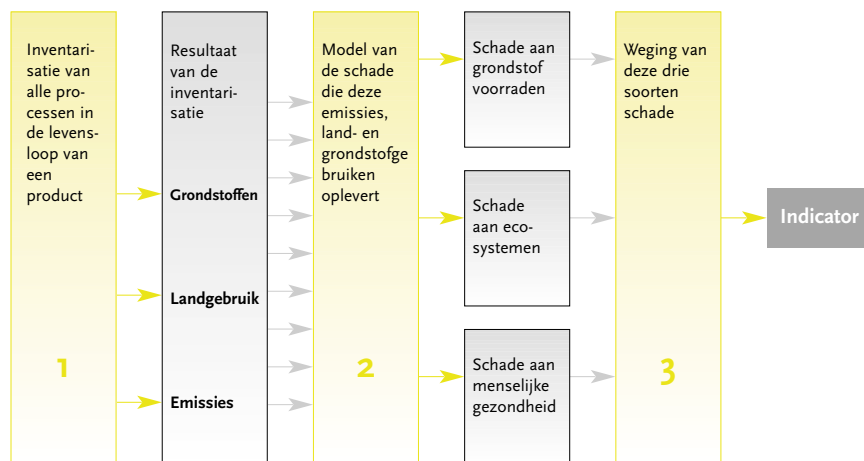 Inventari-
satie van
alle pro-
cessen in
de levens-
loop van
een
product
1
Resultaat
van de
inventari-
satie
Grondstoffen
Landgebruik
Emissies
Model van
de schade
die deze
emissies,
land- en
grondstofge
bruiken
oplevert
2
Schade aan
grondstof
voorraden
Schade
aan eco-
systemen
Schade aan
menselijke
gezondheid
Weging van
deze drie
soorten
schade
3
Indicator